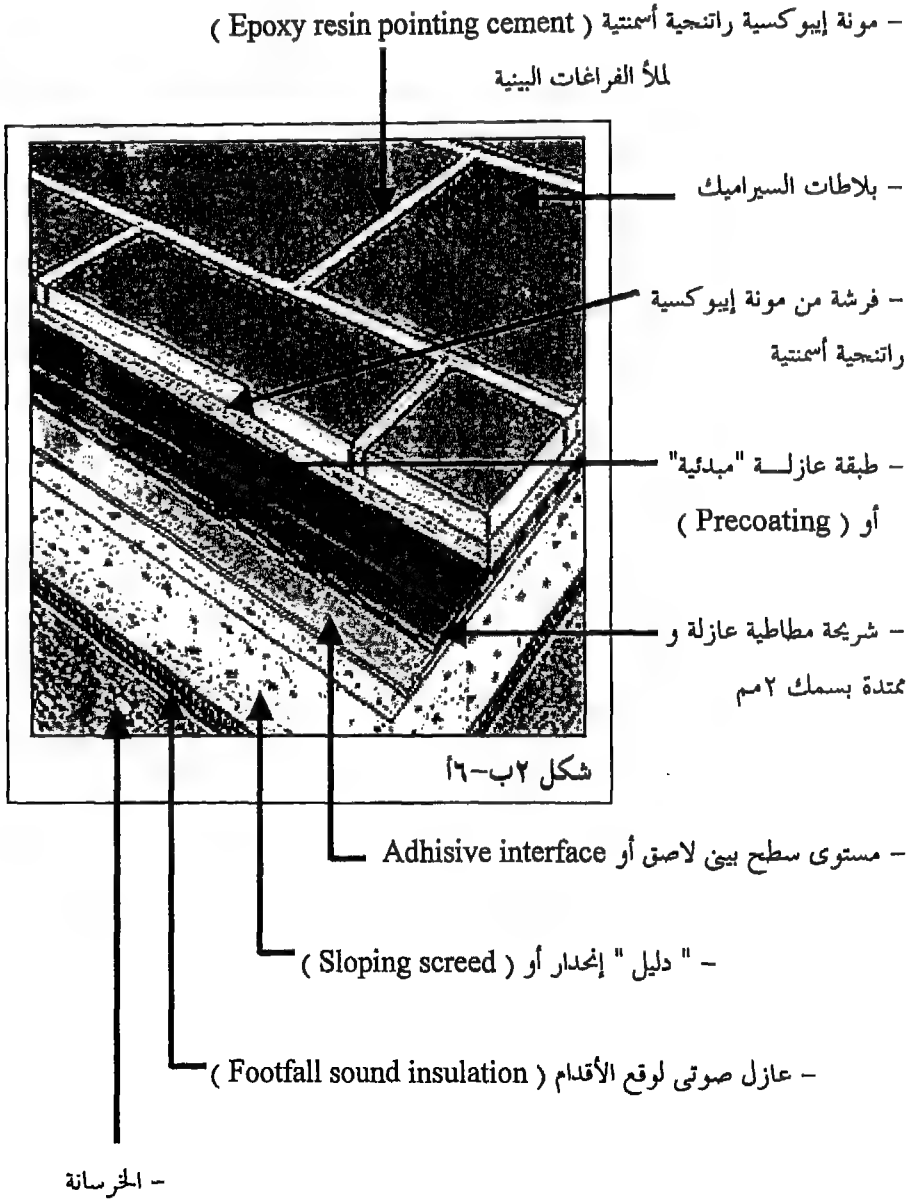 - مونة إيبوكسية راتنجية أسمنتية ( Epoxy resin pointing cement )
لملأ الفراغات البينية
- بلاطات السيراميك
- فرشة من مونة إيبوكسية
راتنجية أسمنتية
- طبقة عازلــة "مبدئية"
أو ( Precoating )
- شريحة مطاطية عازلة و
ممتدة بسمك ٢مم
شكل ٢ب-٦أ
- مستوى سطح بينى لاصق أو Adhisive interface
- " دليل " إنحدار أو ( Sloping screed )
- عازل صوتى لوقع الأقدام ( Footfall sound insulation )
- الخرسانة